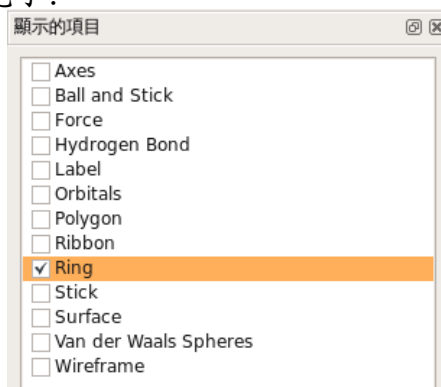 顯示的項目
Axes
Ball and Stick
Force
Hydrogen Bond
Label
Orbitals
Polygon
Ribbon
Ring
Stick
Surface
Van der Waals Spheres
Wireframe